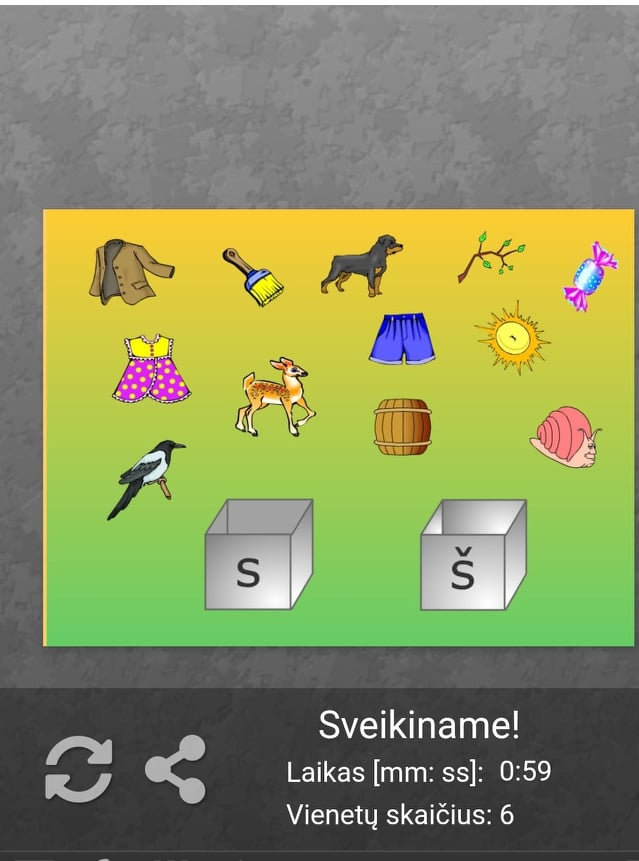 S
Š
Sveikiname!
Laikas [mm: ss]: 0:59
Vienetų skaičius: 6